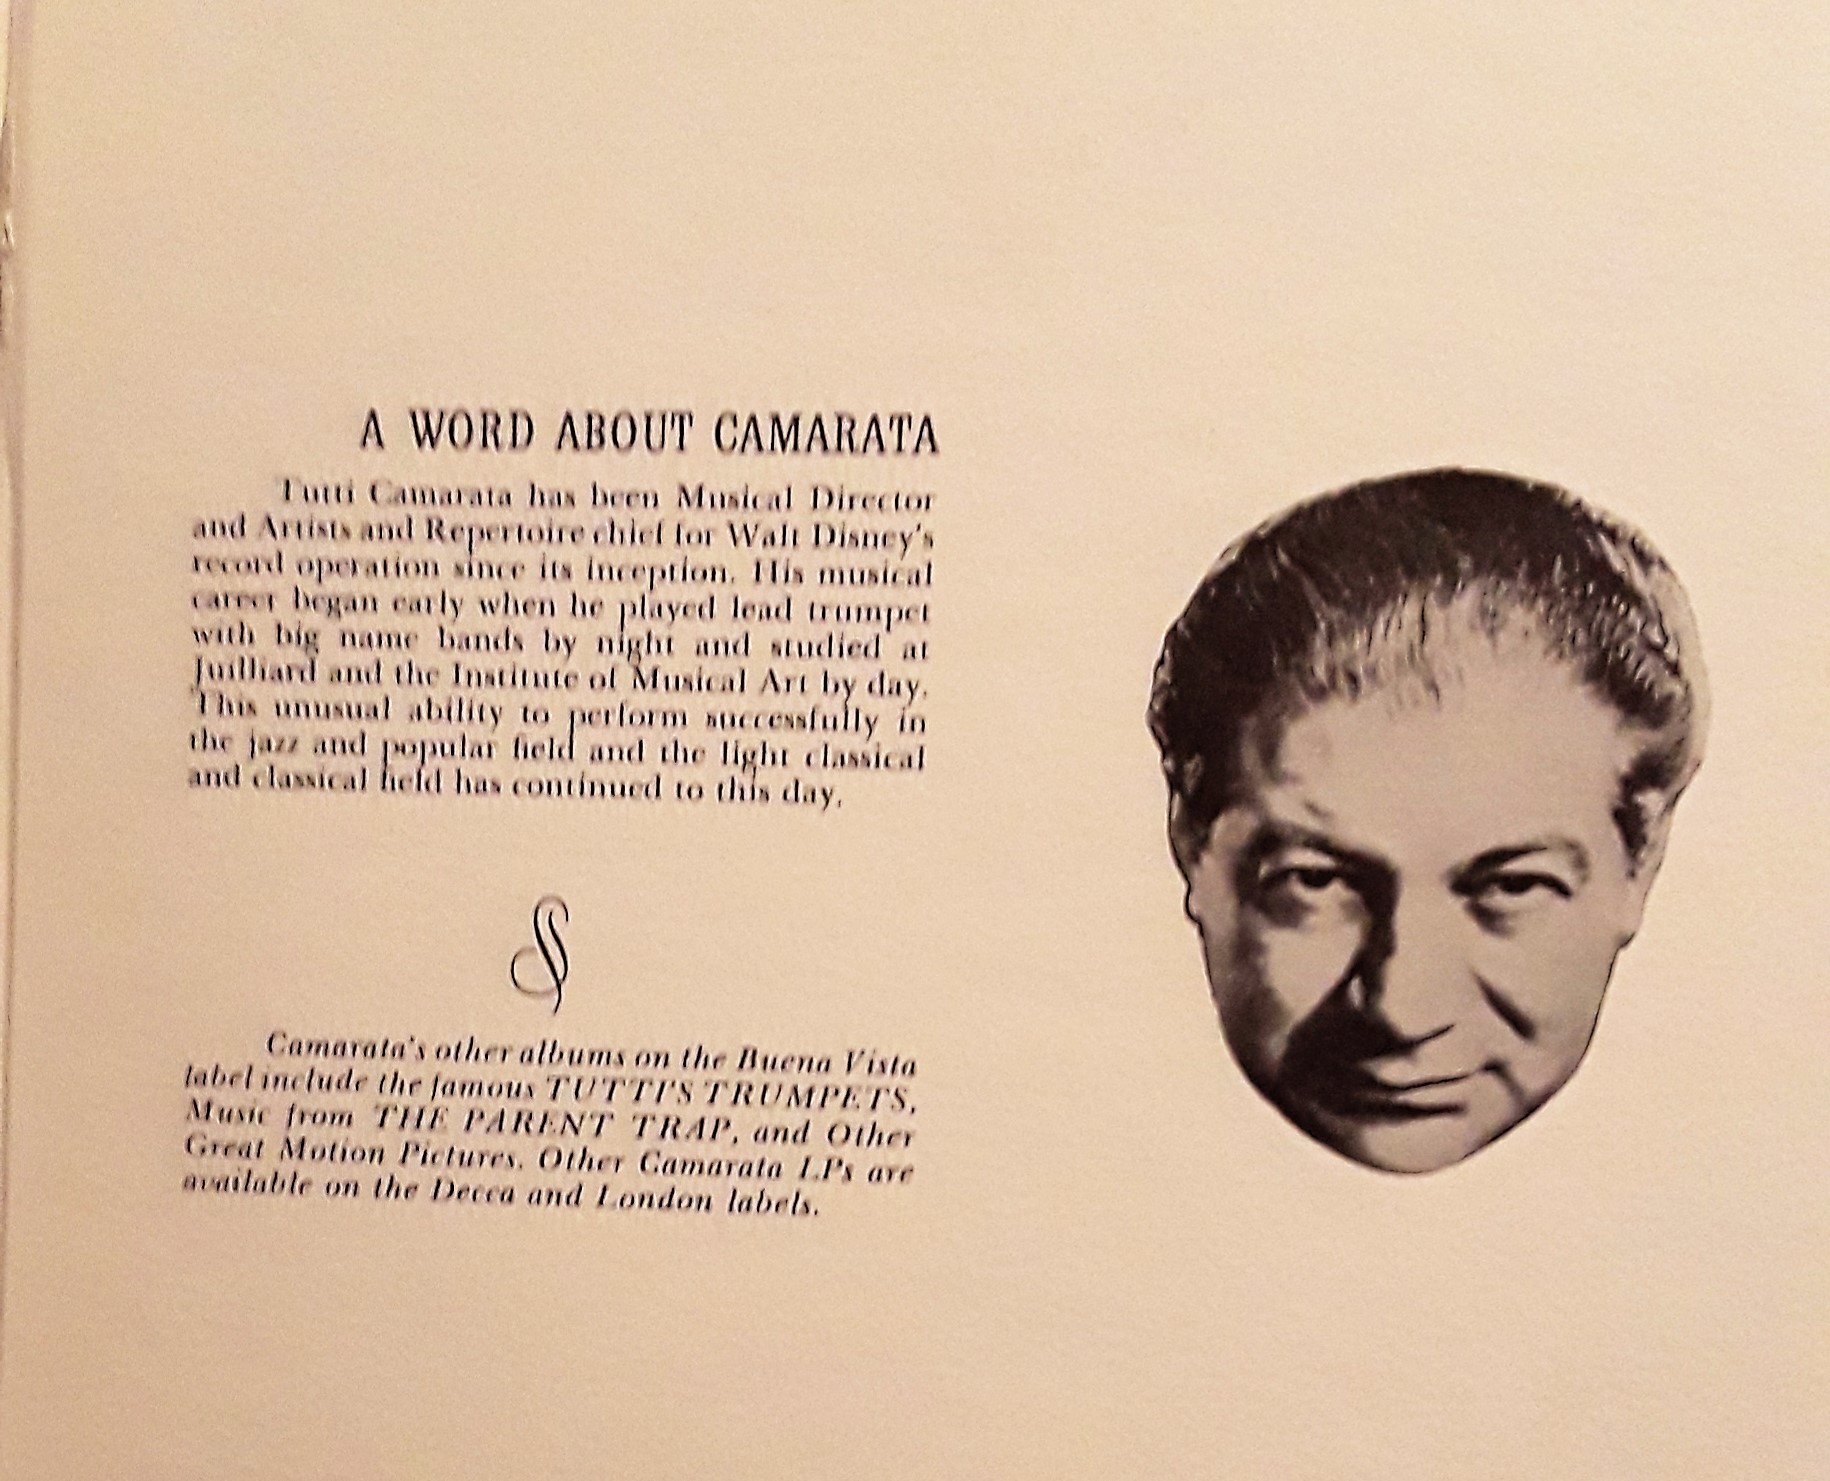 A WORD ABOUT CAMARATA
Tutti Camarata has been Musical Director
and Artists and Repertoire chief for Walt Disney's
record operation since its inception. His musical
career began early when he played lead trumpet
with big name bands by night and studied at
Juilliard and the Institute of Musical Art by day.
This unusual ability to perform successfully in
the jazz and popular field and the light classical
and classical field has continued to this day.
Camarata's other albums on the Buena Vista
label include the famous TUTTI'S TRUMPETS,
Music from THE PARENT TRAP, and Other
Great Motion Pictures. Other Camarata LPs are
available on the Decca and London labels.